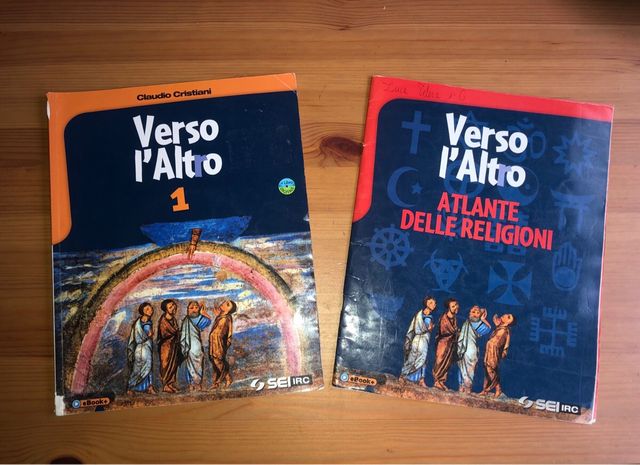 Claudio Cristiani
Verso
l'Altro
1
eBook+
SEI IRC
Verso
l'Altro
ATLANTE
DELLE RELIGIONI
eBook+
SEI IRC